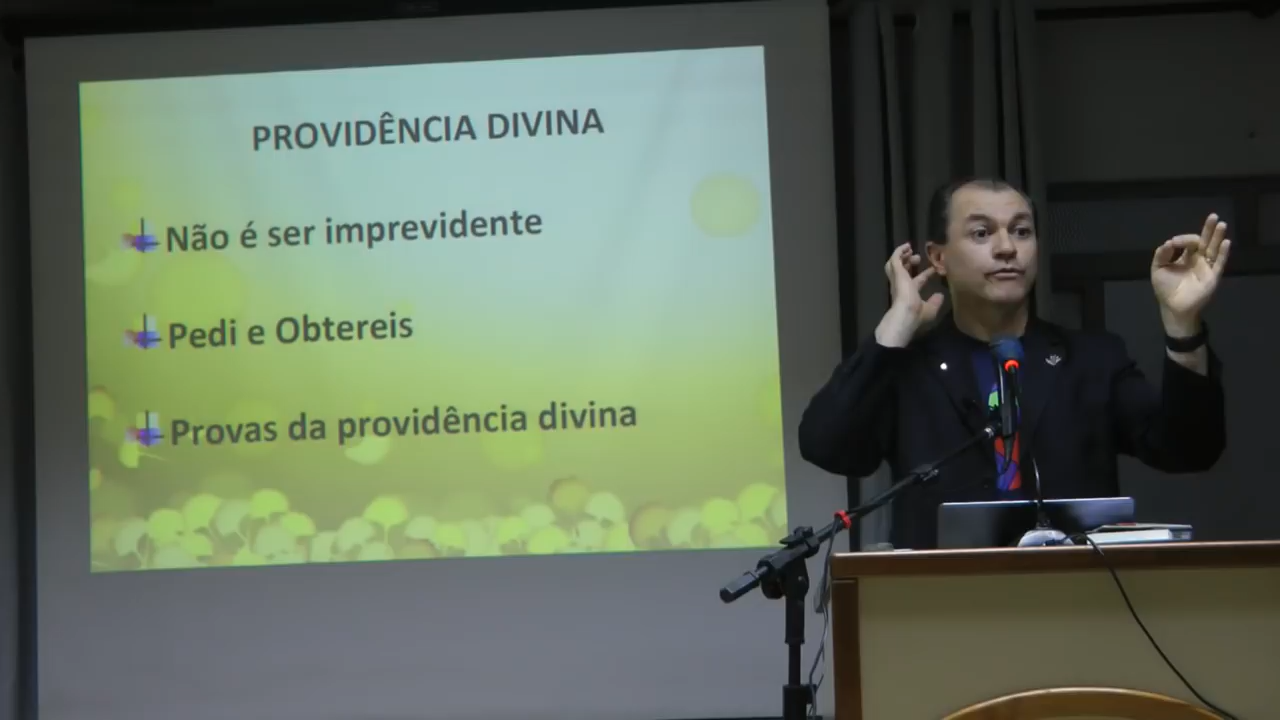 PROVIDÊNCIA DIVINA
Não é ser imprevidente
Pedi e Obtereis
Provas da providência divina